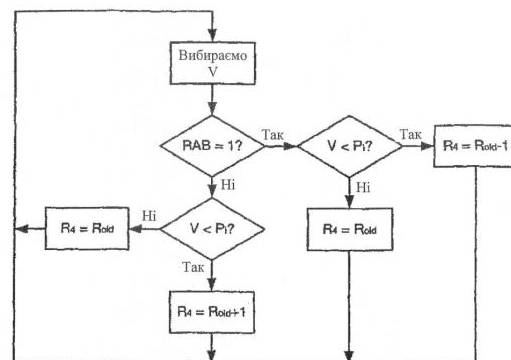 Вибираємо
V
RAB = 1?
Так
V < Pi?
Так
R4 = Rold-1
Ні
Ні
R4 = Rold
Ні
V < Pi?
R4 = Rold
Так
R4 = Rold+1